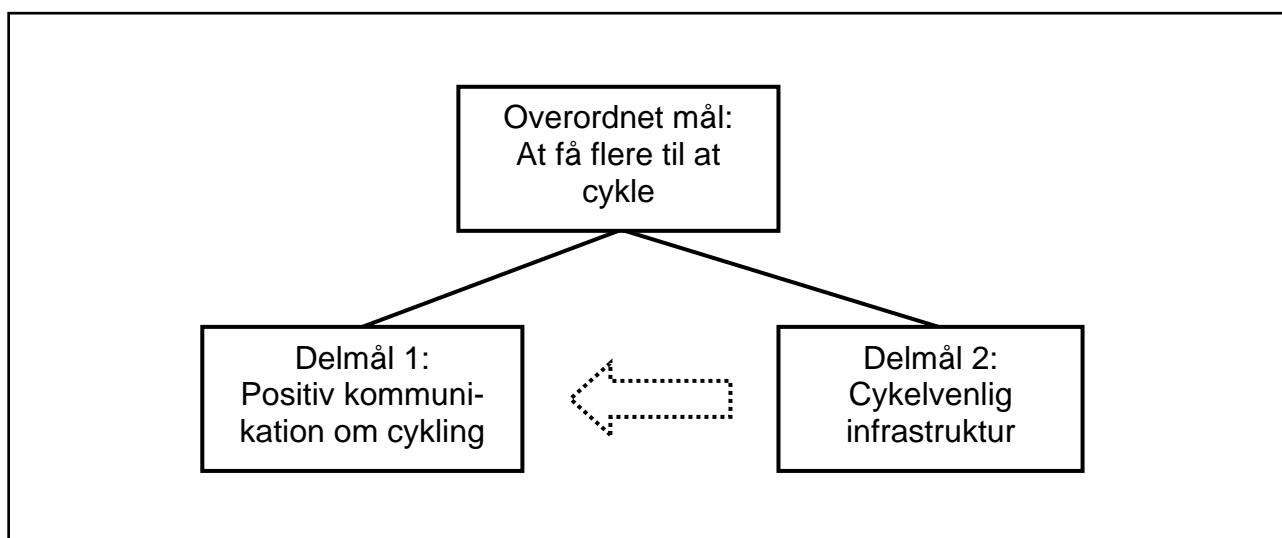 Overordnet mål:
At få flere til at
cykle
Delmål 1:
Positiv kommuni-
kation om cykling
Delmål 2:
Cykelvenlig
infrastruktur